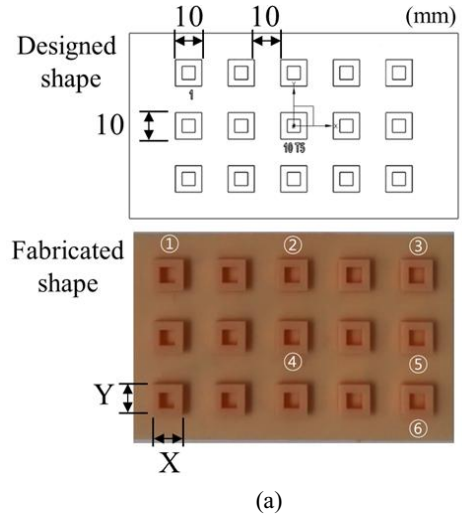 10 10 (mm)
Designed shape
10
1
Y
X
10 T5
Fabricated shape
① ② ③
④ ⑤
⑥
Y
X
(a)